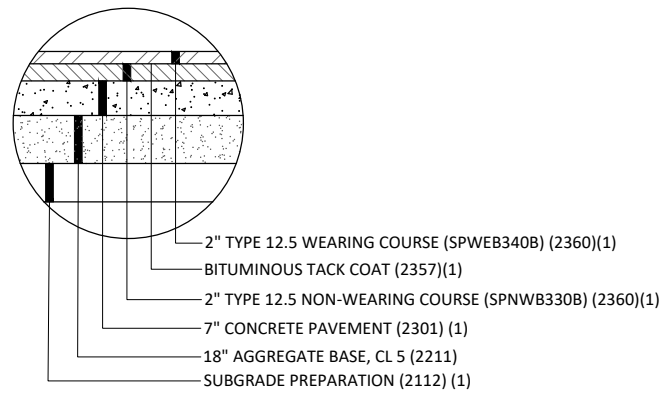 2" TYPE 12.5 WEARING COURSE (SPWEB340B) (2360)(1)
BITUMINOUS TACK COAT (2357)(1)
2" TYPE 12.5 NON-WEARING COURSE (SPNWB330B) (2360)(1)
7" CONCRETE PAVEMENT (2301) (1)
18" AGGREGATE BASE, CL 5 (2211)
SUBGRADE PREPARATION (2112) (1)